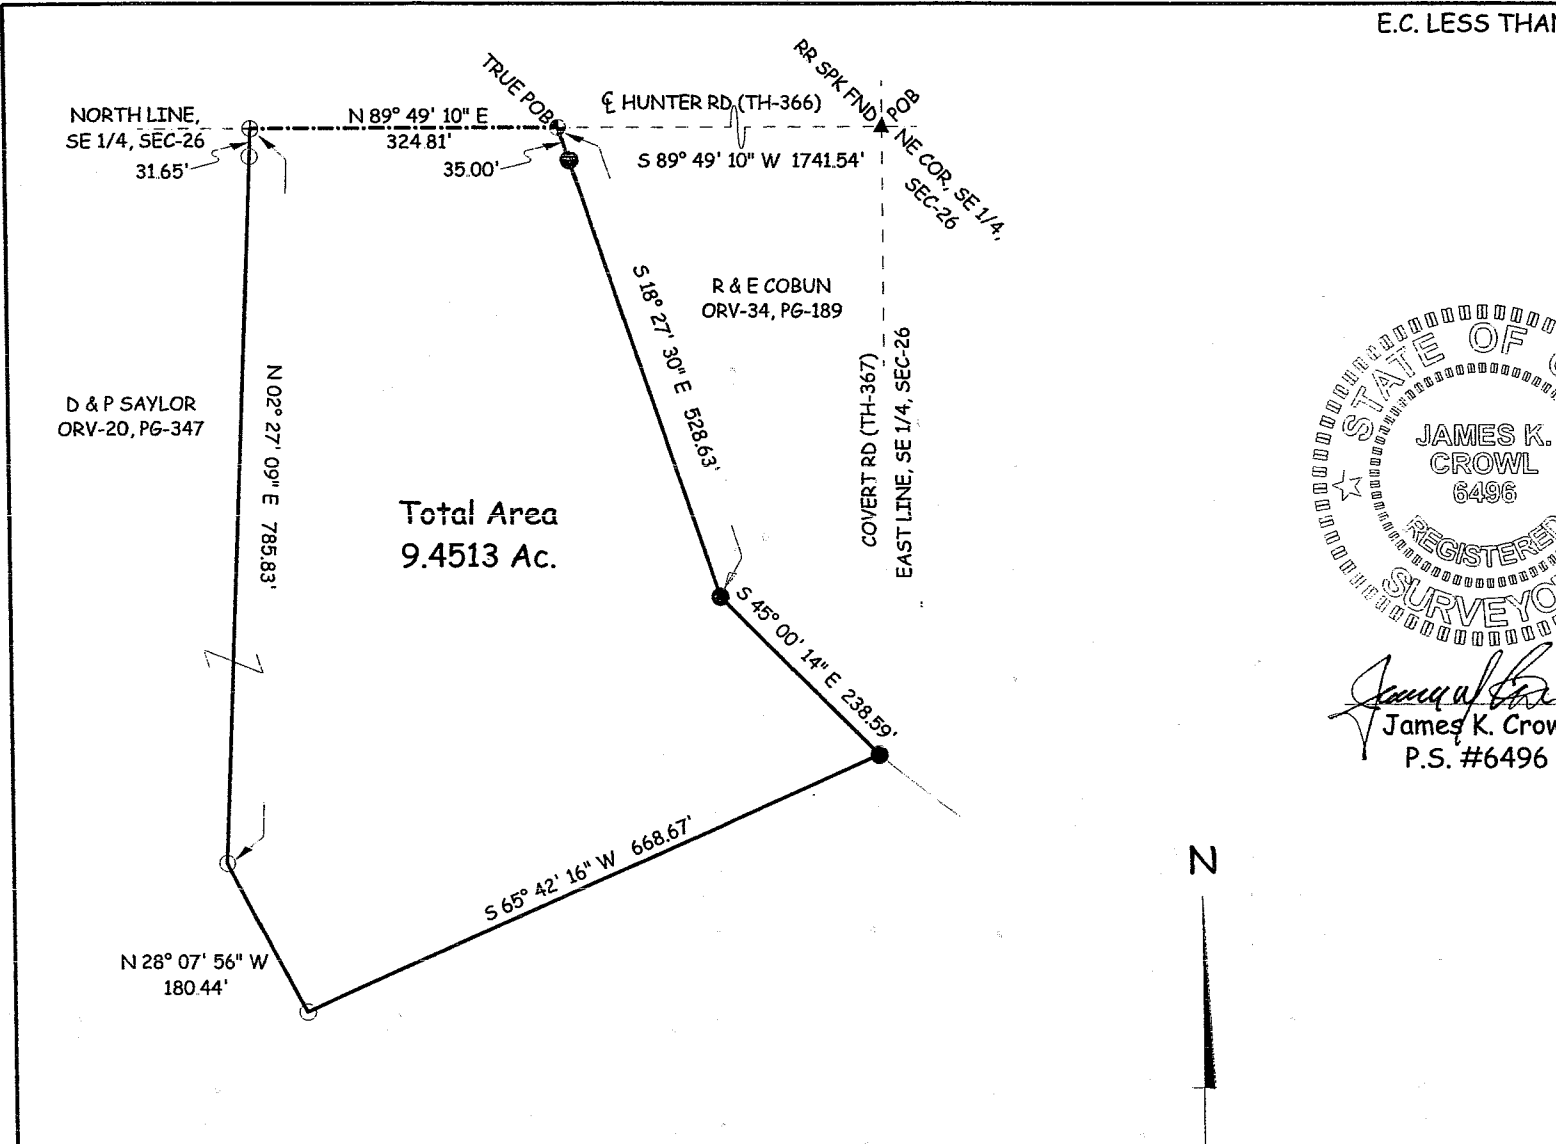 E.C. LESS THAN
TRUE POB
RR SPK FND
POB
℄ HUNTER RD (TH-366)
NORTH LINE,
SE 1/4, SEC-26
N 89° 49' 10" E
324.81'
31.65'
35.00'
S 89° 49' 10" W 1741.54'
NE COR, SE 1/4,
SEC-26
S 18° 27' 30" E 528.63'
R & E COBUN
ORV-34, PG-189
COVERT RD (TH-367)
EAST LINE, SE 1/4, SEC-26
D & P SAYLOR
ORV-20, PG-347
N 02° 27' 09" E 785.83'
Total Area
9.4513 Ac.
S 45° 00' 14" E 238.59'
S 65° 42' 16" W 668.67'
N 28° 07' 56" W
180.44'
N
STATE OF
JAMES K.
CROWL
6496
REGISTERED
SURVEYO
James K. Crow
P.S. #6496